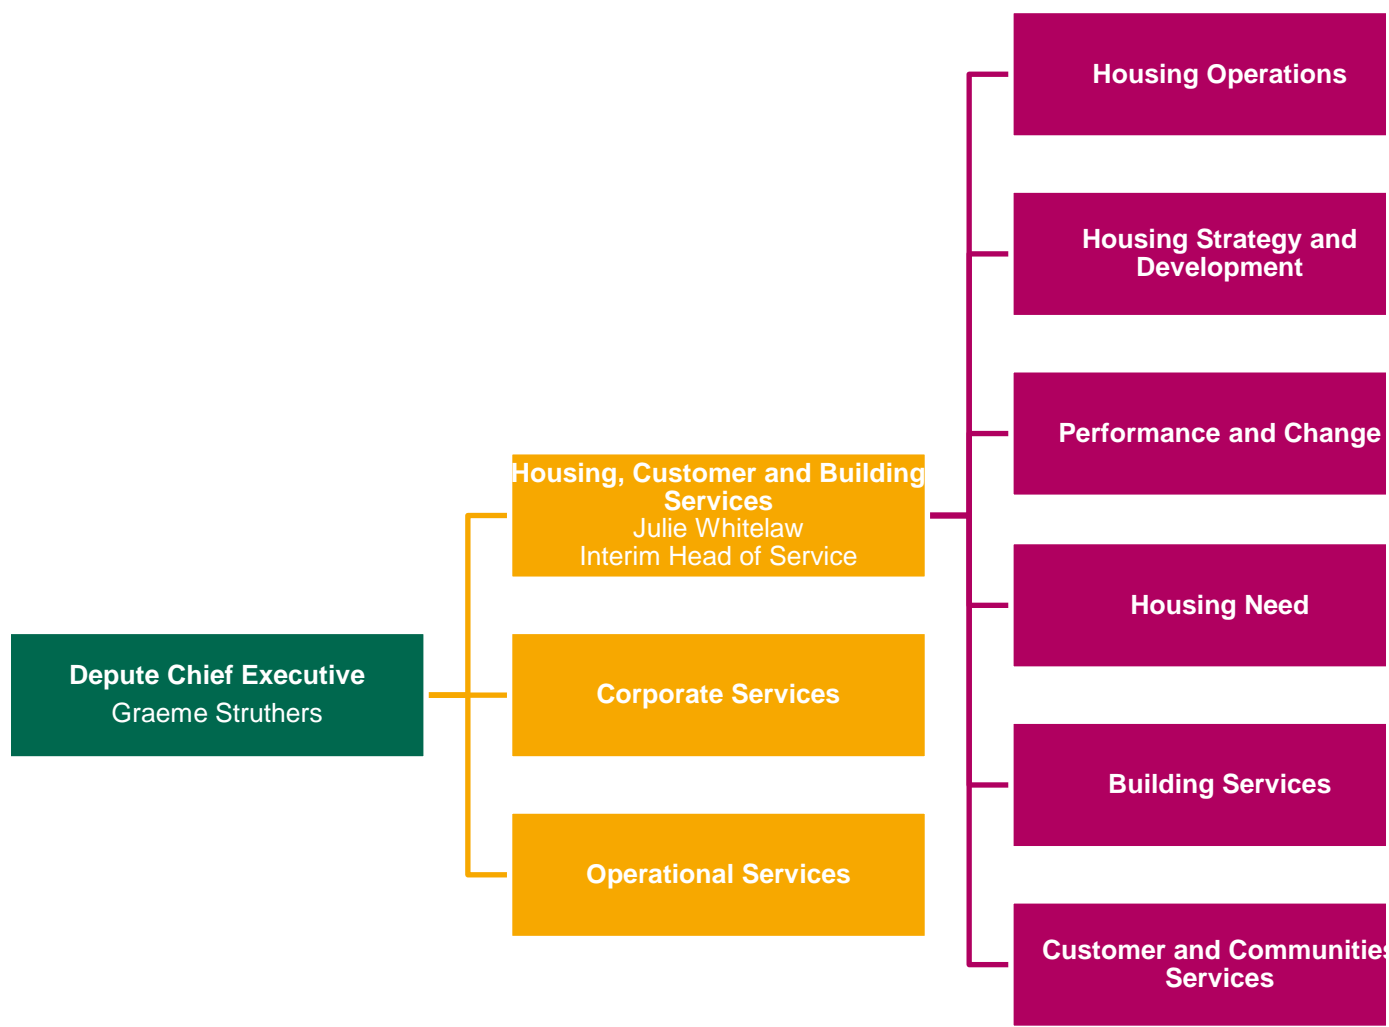 Housing Operations
Housing Strategy and
Development
Performance and Change
Housing, Customer and Building
Services
Julie Whitelaw
Interim Head of Service
Housing Need
Depute Chief Executive
Graeme Struthers
Corporate Services
Building Services
Operational Services
Customer and Communities
Services